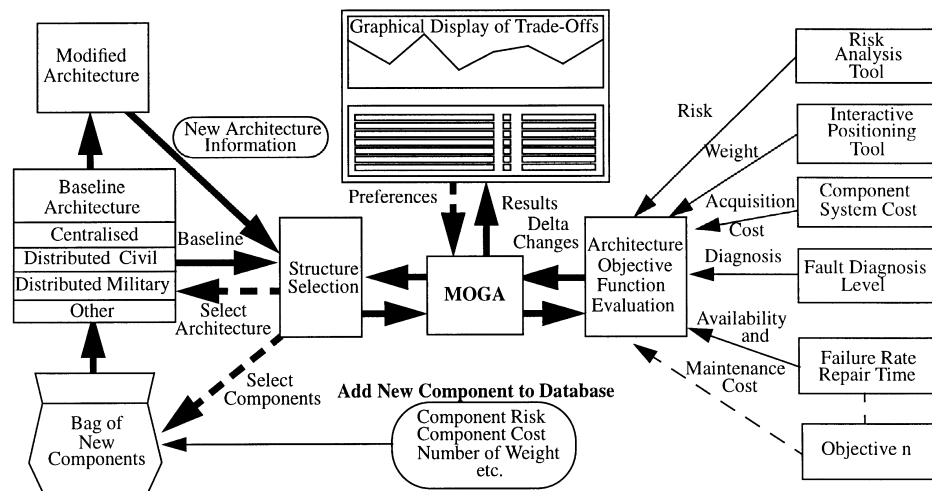 Graphical Display of Trade-Offs
Modified
Architecture
New Architecture
Information
Risk
Analysis
Tool
Risk
Interactive
Positioning
Tool
Weight
Baseline
Architecture
Centralised
Distributed Civil
Distributed Military
Other
Baseline
Select
Architecture
Structure
Selection
Preferences
Results
Delta
Changes
MOGA
Architecture
Objective
Function
Evaluation
Acquisition
Cost
Component
System Cost
Diagnosis
Fault Diagnosis
Level
Availability
and
Maintenance
Cost
Failure Rate
Repair Time
Objective n
Select
Components
Bag of
New
Components
Add New Component to Database
Component Risk
Component Cost
Number of Weight
etc.